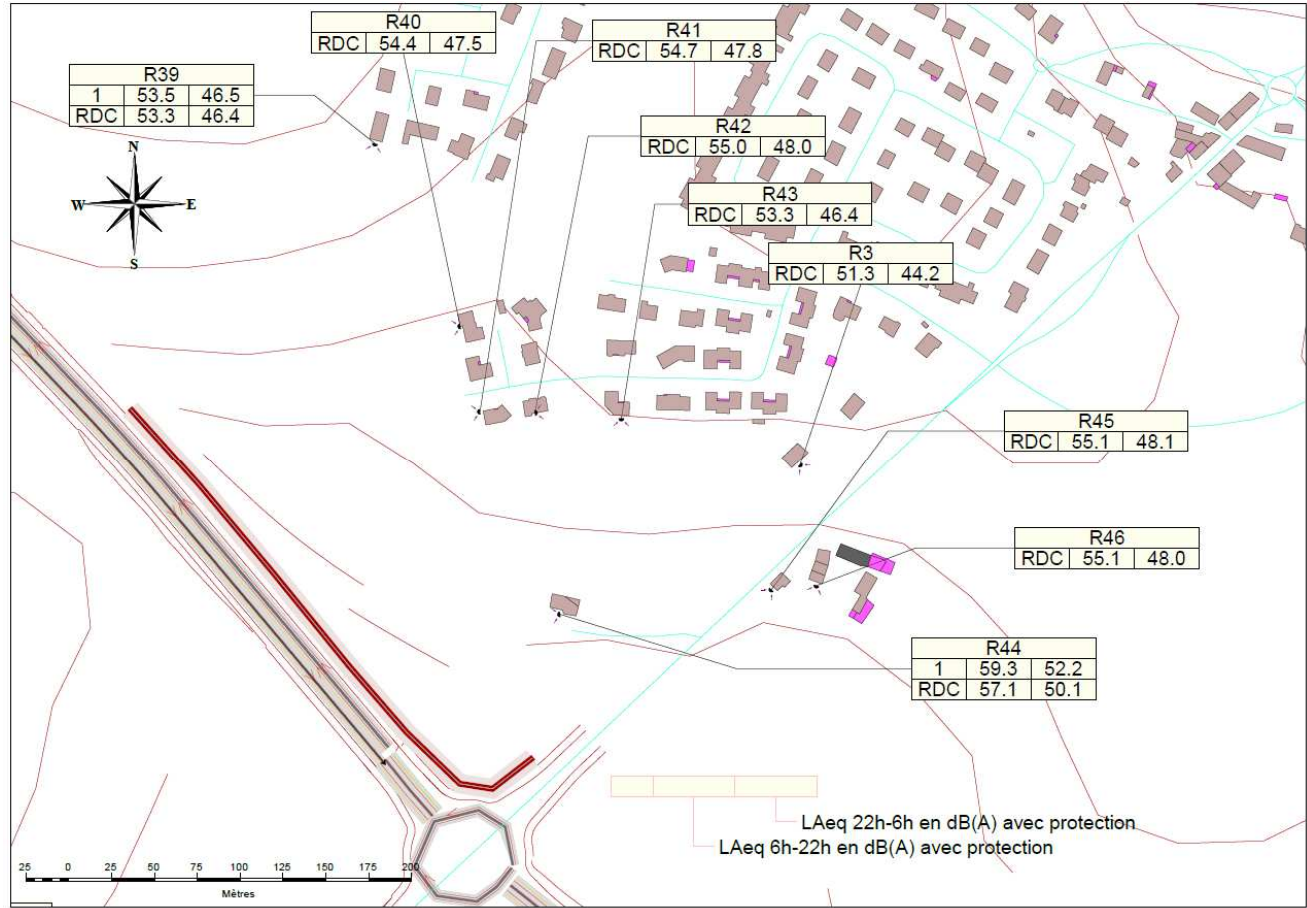 R40
RDC 54.4 47.5
R41
RDC 54.7 47.8
R39
1 53.5 46.5
RDC 53.3 46.4
R42
RDC 55.0 48.0
N
W E
S
R43
RDC 53.3 46.4
R3
RDC 51.3 44.2
R45
RDC 55.1 48.1
R46
RDC 55.1 48.0
R44
1 59.3 52.2
RDC 57.1 50.1
LAeq 22h-6h en dB(A) avec protection
LAeq 6h-22h en dB(A) avec protection
25 0 25 50 75 100 125 150 175 200
Mètres